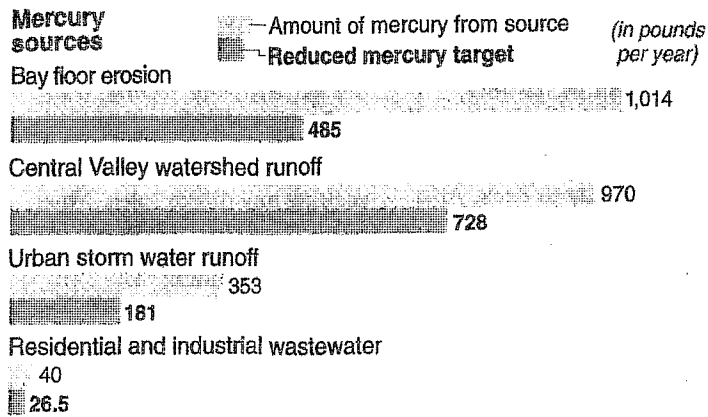 Mercury sources
Amount of mercury from source
Reduced mercury target
(in pounds per year)
Bay floor erosion
1,014
485
Central Valley watershed runoff
970
728
Urban storm water runoff
353
181
Residential and industrial wastewater
40
26.5